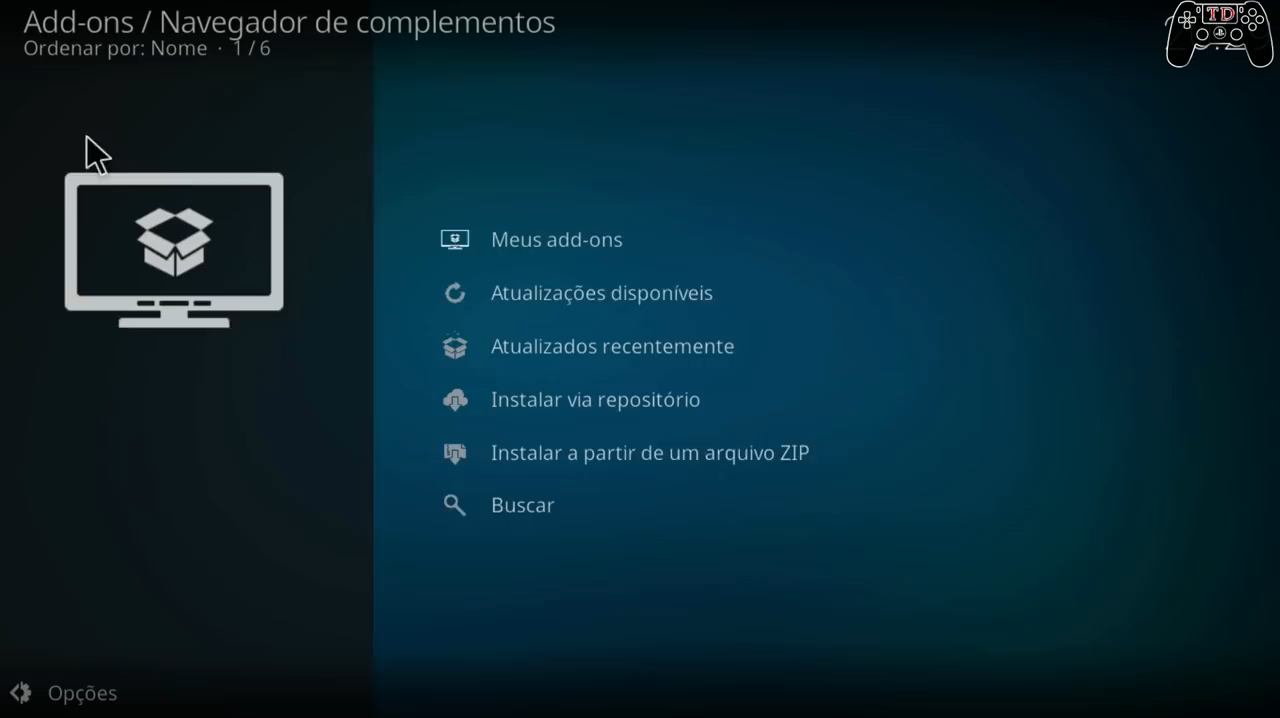 Add-ons / Navegador de complementos
Ordenar por: Nome · 1 / 6
TD
Meus add-ons
Atualizações disponíveis
Atualizados recentemente
Instalar via repositório
Instalar a partir de um arquivo ZIP
Buscar
Opções